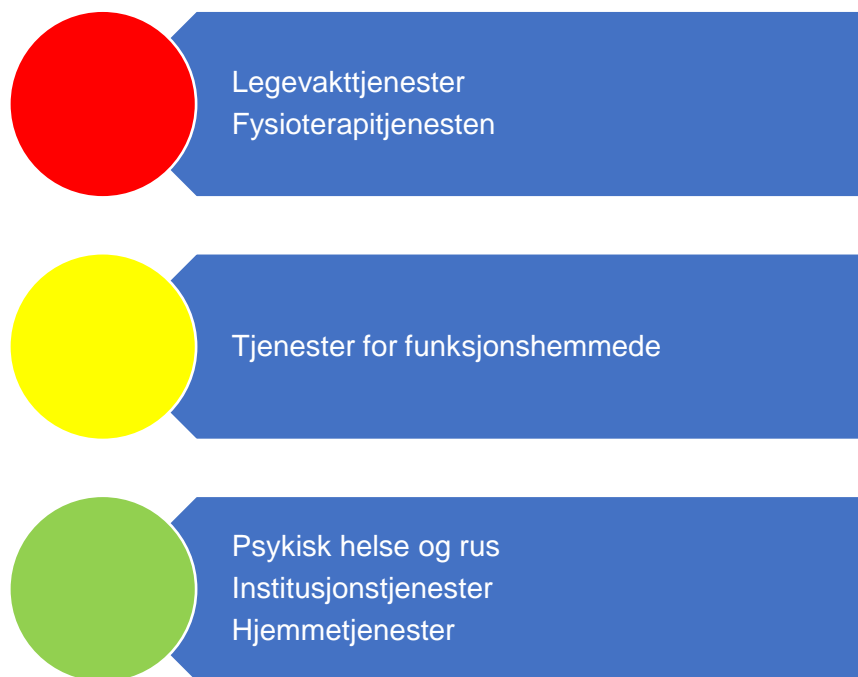 Legevakttjenester
Fysioterapitjenesten
Tjenester for funksjonshemmede
Psykisk helse og rus
Institusjonstjenester
Hjemmetjenester